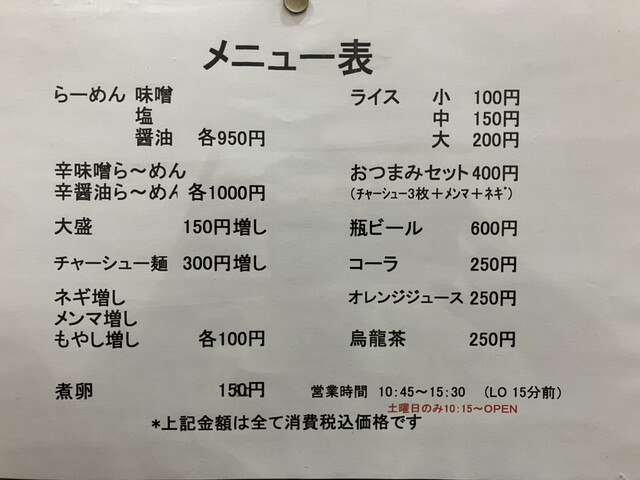 メニュー表
らーめん 味噌
塩
醤油 各950円
辛味噌ら～めん
辛醤油ら～めん 各1000円
大盛 150円増し
チャーシュー麺 300円増し
ネギ増し
メンマ増し
もやし増し 各100円
煮卵 150円
ライス 小 100円
中 150円
大 200円
おつまみセット 400円
(ﾁｬｰｼｭｰ3枚＋ﾒﾝﾏ＋ﾈｷﾞ)
瓶ビール 600円
コーラ 250円
オレンジジュース 250円
烏龍茶 250円
営業時間 10:45～15:30 （LO 15分前）
土曜日のみ10:15～OPEN
*上記金額は全て消費税込価格です